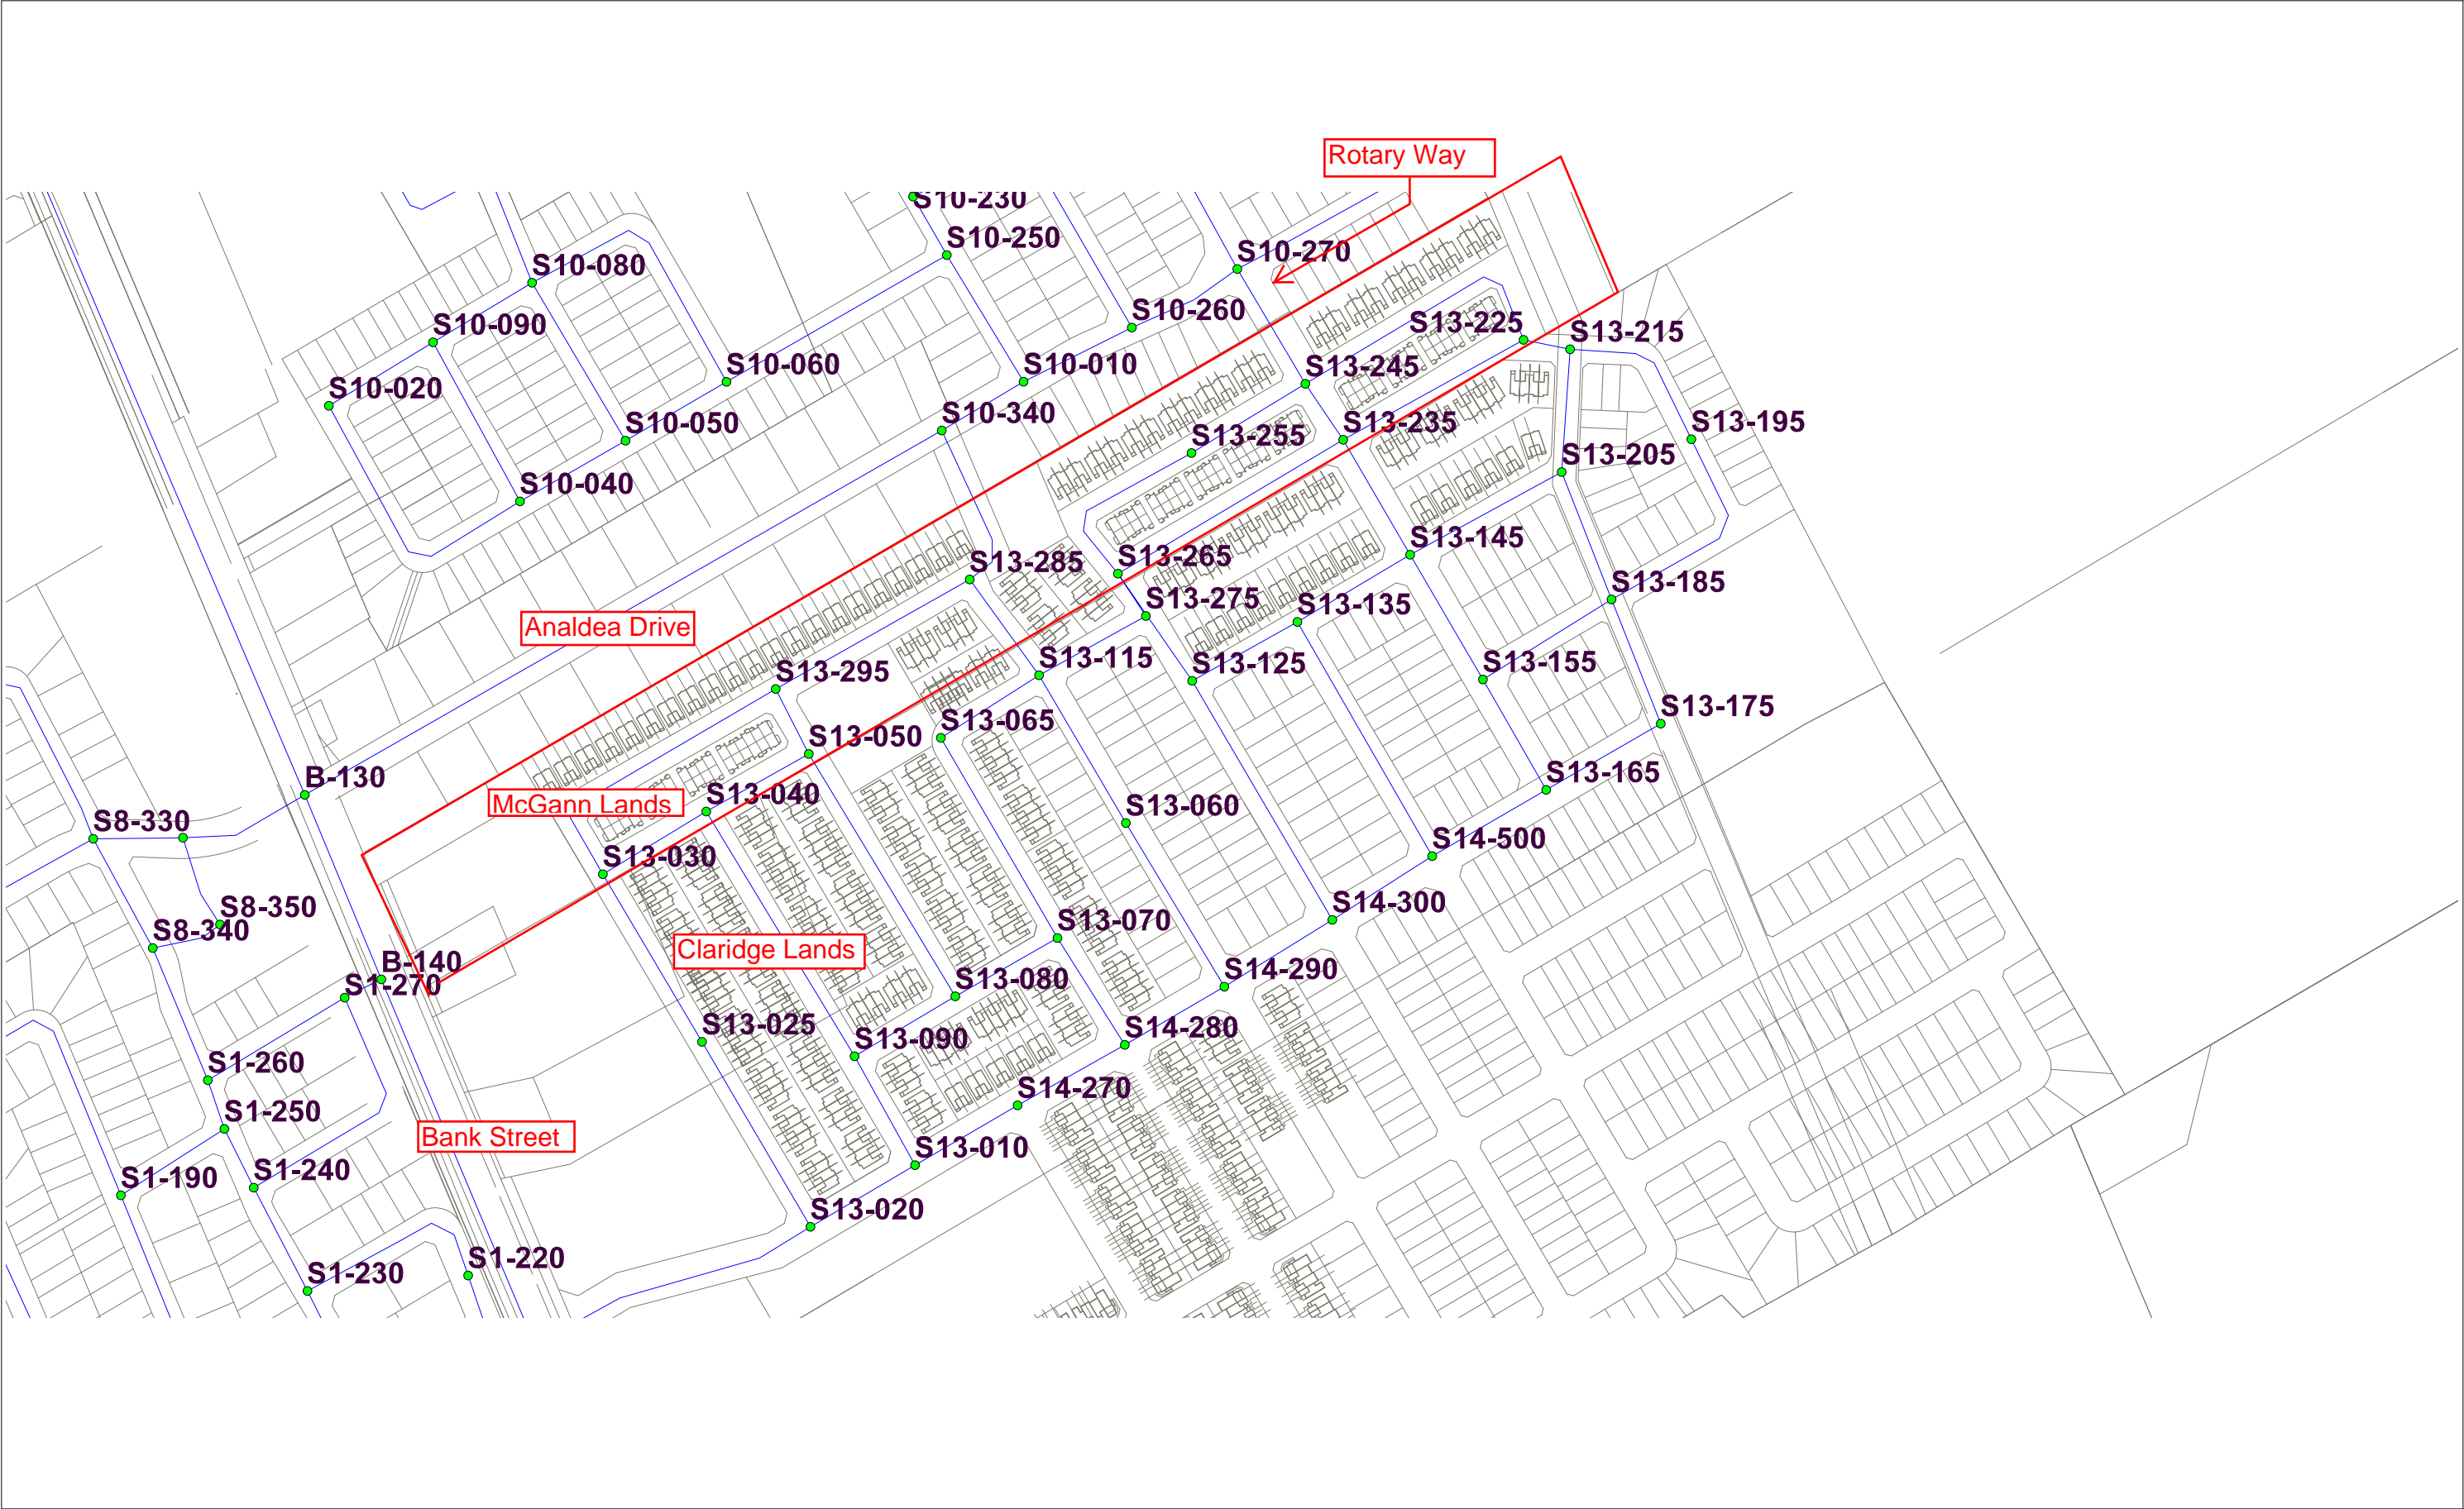 Rotary Way
S10-230
S10-250
S10-270
S10-080
S10-260
S10-090
S13-225
S13-215
S10-060
S10-010
S13-245
S10-020
S10-340
S10-050
S13-235
S13-195
S13-255
S13-205
S10-040
S13-145
S13-285
S13-265
S13-185
S13-275
S13-135
Analdea Drive
S13-115
S13-125
S13-155
S13-295
S13-065
S13-175
S13-050
B-130
S13-165
McGann Lands
S13-040
S13-060
S8-330
S13-030
S14-500
S8-350
S14-300
S8-340
S13-070
Claridge Lands
B-140
S1-270
S14-290
S13-080
S13-025
S14-280
S13-090
S1-260
S14-270
S1-250
Bank Street
S13-010
S1-240
S1-190
S13-020
S1-220
S1-230